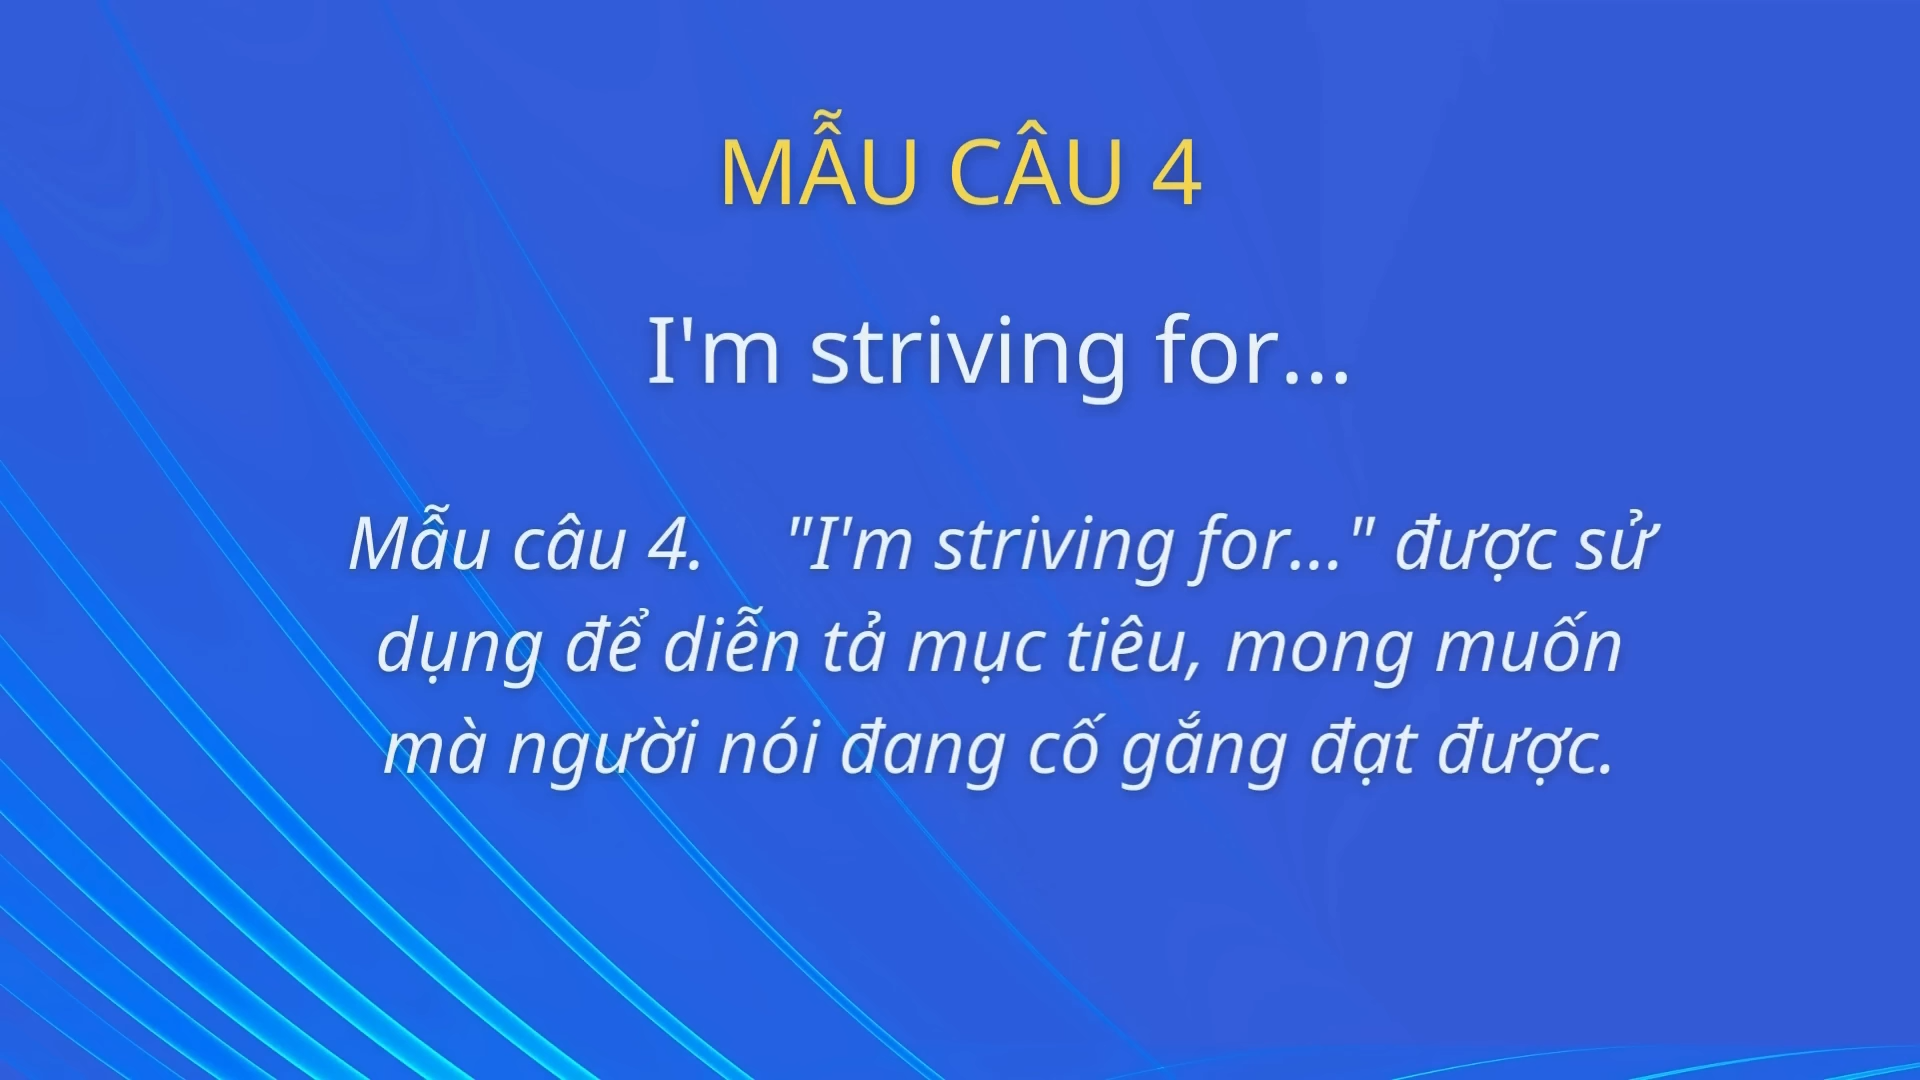 MẪU CÂU 4
I'm striving for...
Mẫu câu 4.    "I'm striving for..." được sử
dụng để diễn tả mục tiêu, mong muốn
mà người nói đang cố gắng đạt được.